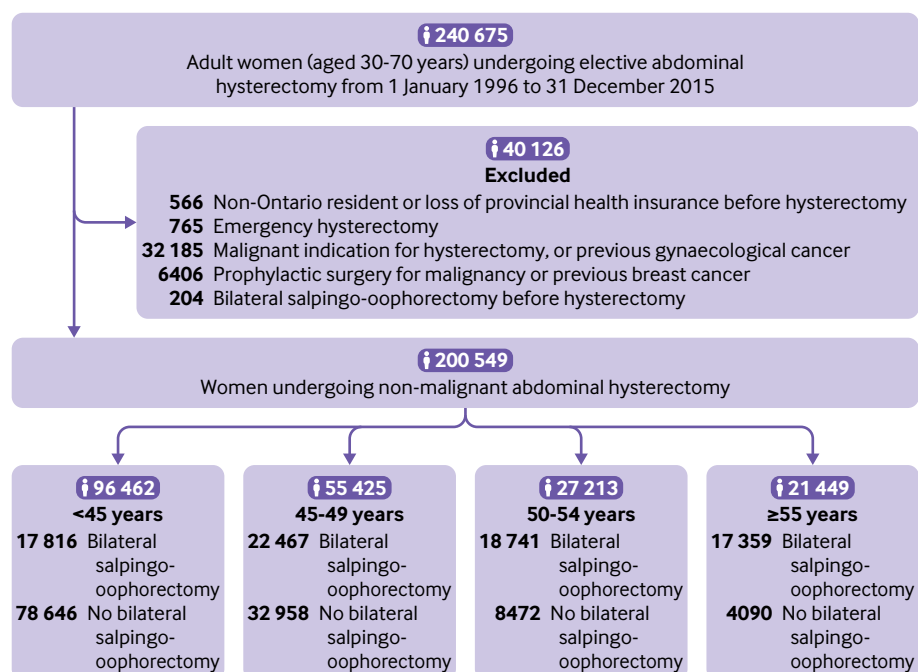 240 675
Adult women (aged 30-70 years) undergoing elective abdominal
hysterectomy from 1 January 1996 to 31 December 2015
40 126
Excluded
566 Non-Ontario resident or loss of provincial health insurance before hysterectomy
765 Emergency hysterectomy
32 185 Malignant indication for hysterectomy, or previous gynaecological cancer
6406 Prophylactic surgery for malignancy or previous breast cancer
204 Bilateral salpingo-oophorectomy before hysterectomy
200 549
Women undergoing non-malignant abdominal hysterectomy
96 462
<45 years
17 816 Bilateral
salpingo-
oophorectomy
78 646 No bilateral
salpingo-
oophorectomy
55 425
45-49 years
22 467 Bilateral
salpingo-
oophorectomy
32 958 No bilateral
salpingo-
oophorectomy
27 213
50-54 years
18 741 Bilateral
salpingo-
oophorectomy
8472 No bilateral
salpingo-
oophorectomy
21 449
≥55 years
17 359 Bilateral
salpingo-
oophorectomy
4090 No bilateral
salpingo-
oophorectomy